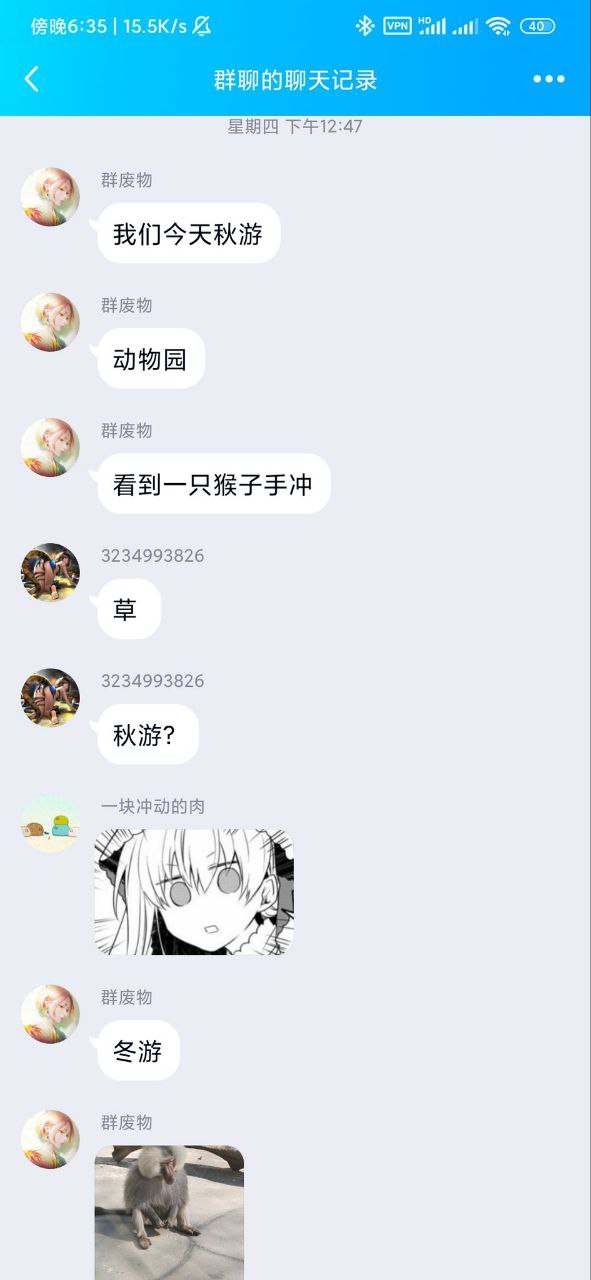 傍晚6:35 | 15.5K/s
VPN
HD
40
群聊的聊天记录
星期四 下午12:47
群废物
我们今天秋游
群废物
动物园
群废物
看到一只猴子手冲
3234993826
草
3234993826
秋游?
一块冲动的肉
群废物
冬游
群废物